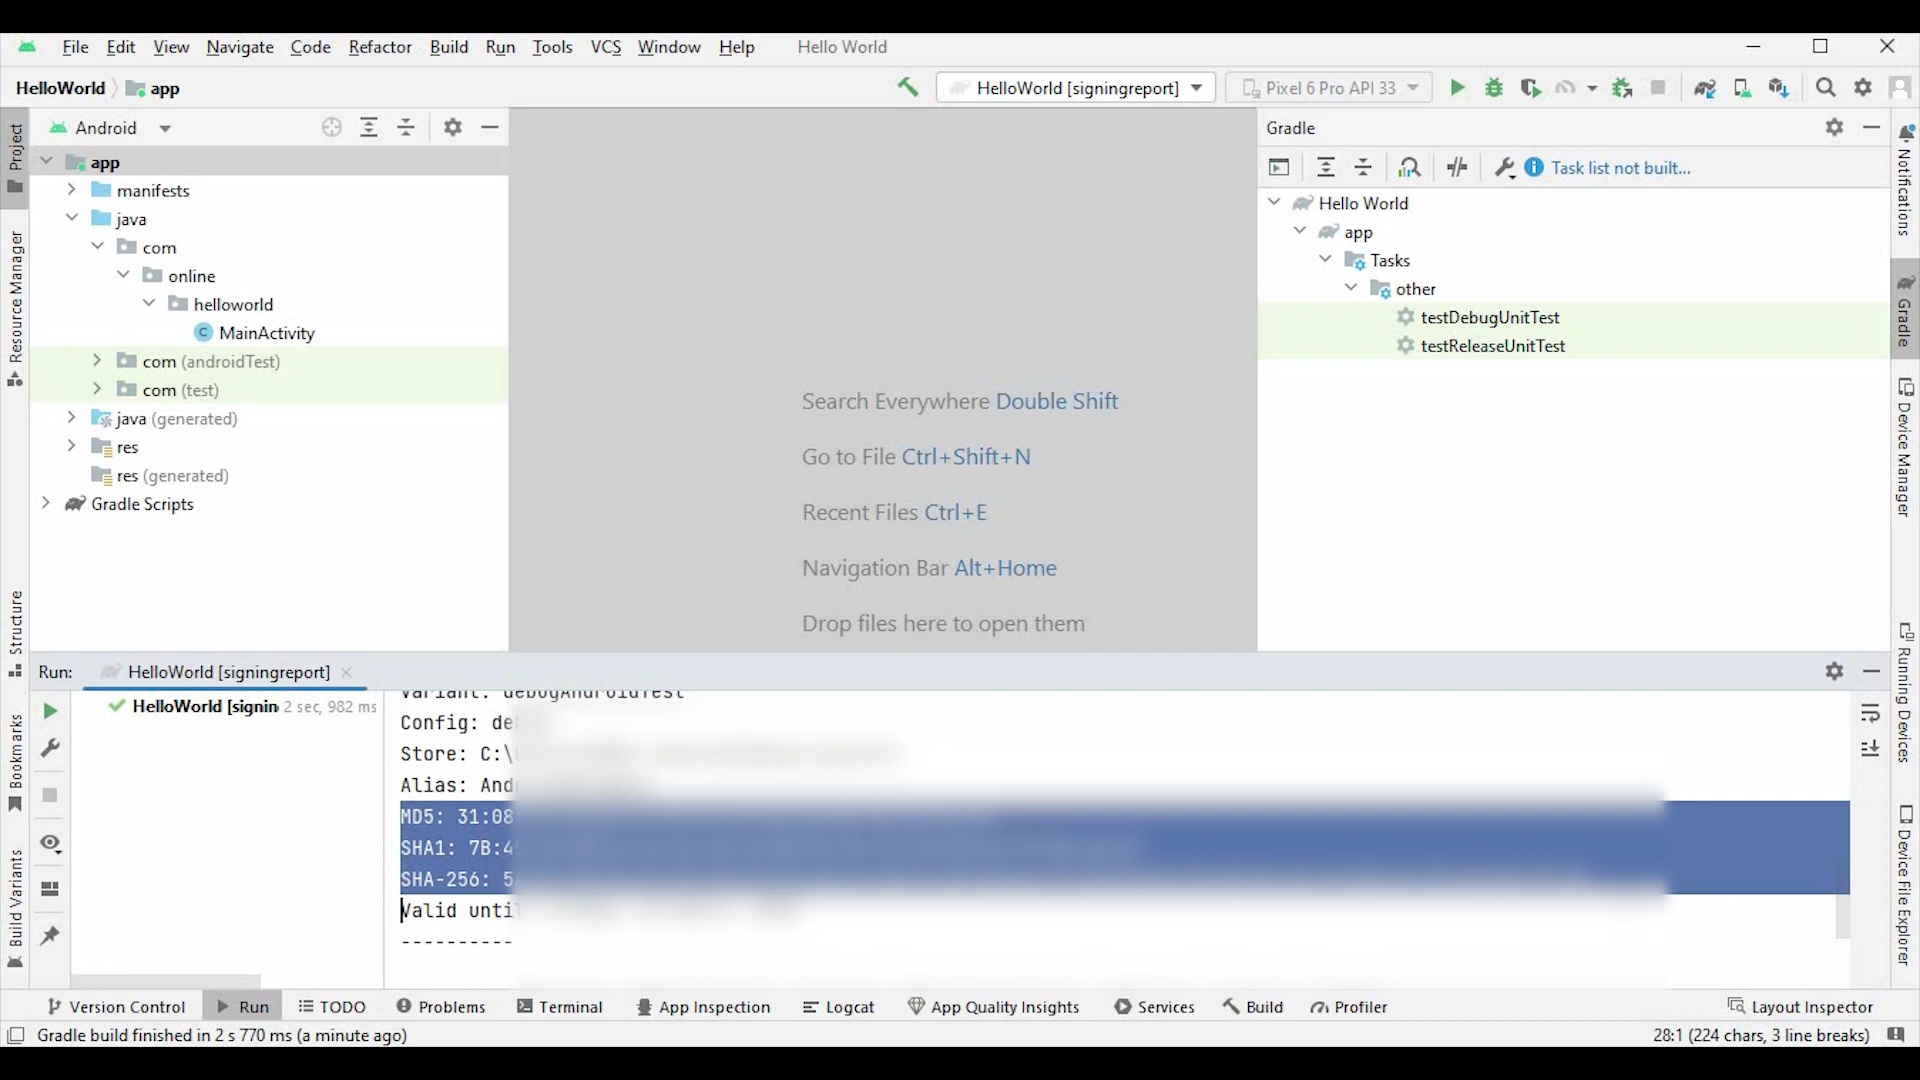 File Edit View Navigate Code Refactor Build Run Tools VCS Window Help Hello World
HelloWorld app HelloWorld [signingreport] Pixel 6 Pro API 33
Project
Resource Manager
Structure
Bookmarks
Build Variants
Android
app
manifests
java
com
online
helloworld
MainActivity
com (androidTest)
com (test)
java (generated)
res
res (generated)
Gradle Scripts
Search Everywhere Double Shift
Go to File Ctrl+Shift+N
Recent Files Ctrl+E
Navigation Bar Alt+Home
Drop files here to open them
Gradle
Task list not built...
Hello World
app
Tasks
other
testDebugUnitTest
testReleaseUnitTest
Notifications
Gradle
Device Manager
Running Devices
Device File Explorer
Run: HelloWorld [signingreport]
HelloWorld [signin 2 sec, 982 ms
Variant: debugAndroidTest
Config: de
Store: C:\
Alias: And
MD5: 31:08
SHA1: 7B:4
SHA-256: 5
Valid until
----------
Version Control Run TODO Problems Terminal App Inspection Logcat App Quality Insights Services Build Profiler Layout Inspector
Gradle build finished in 2 s 770 ms (a minute ago) 28:1 (224 chars, 3 line breaks)